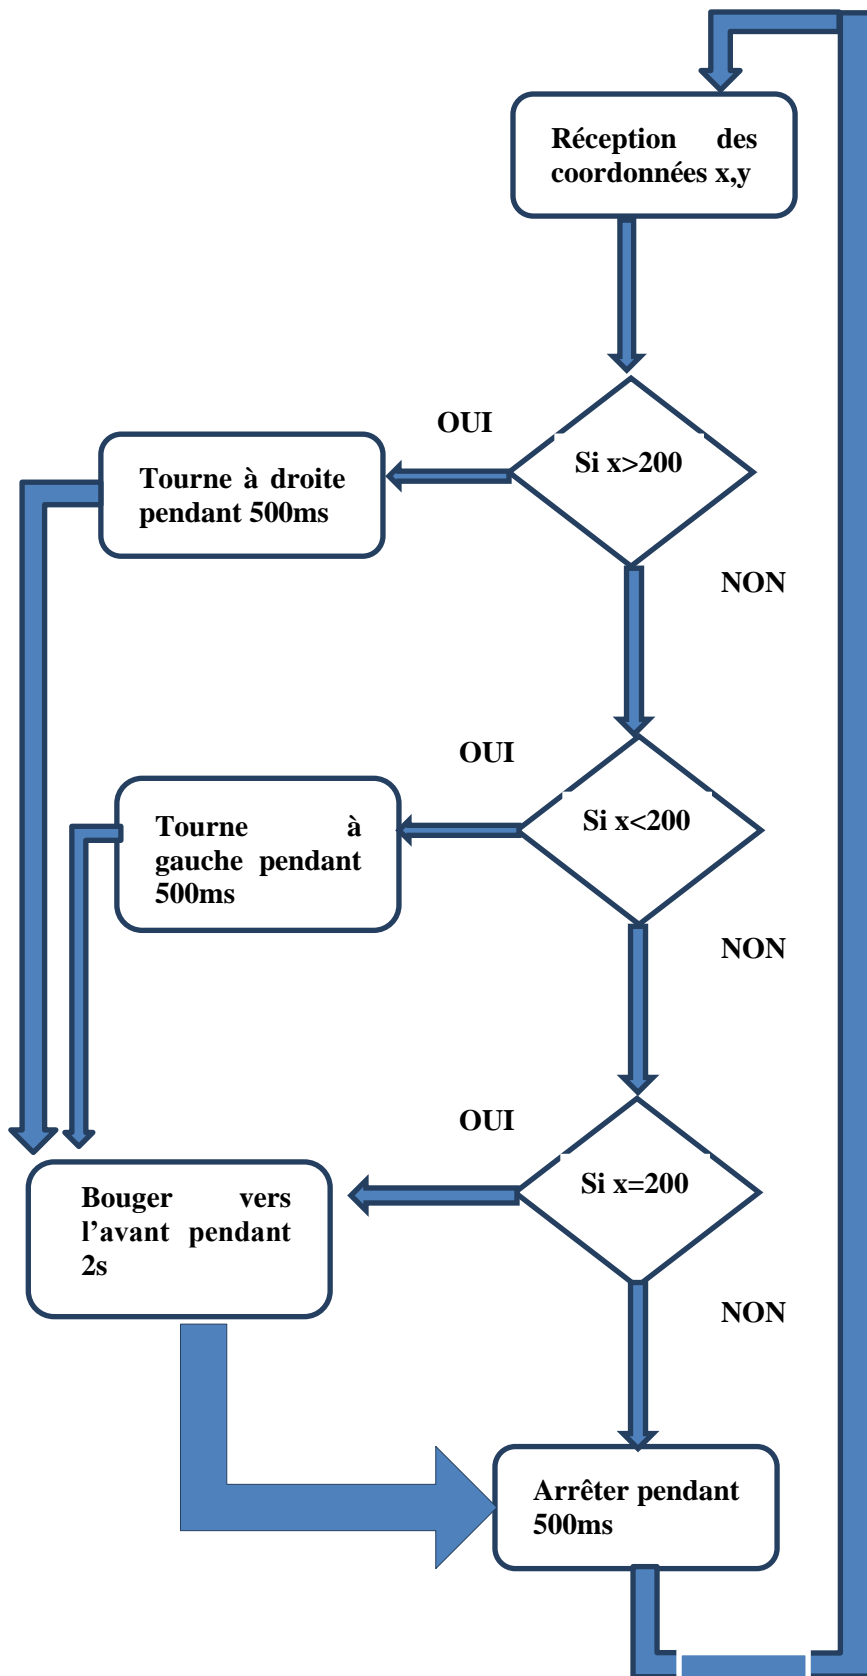 Réception des
coordonnées x,y
OUI
Si x>200
Tourne à droite
pendant 500ms
NON
OUI
Si x<200
Tourne à
gauche pendant
500ms
NON
OUI
Si x=200
Bouger vers
l’avant pendant
2s
NON
Arrêter pendant
500ms